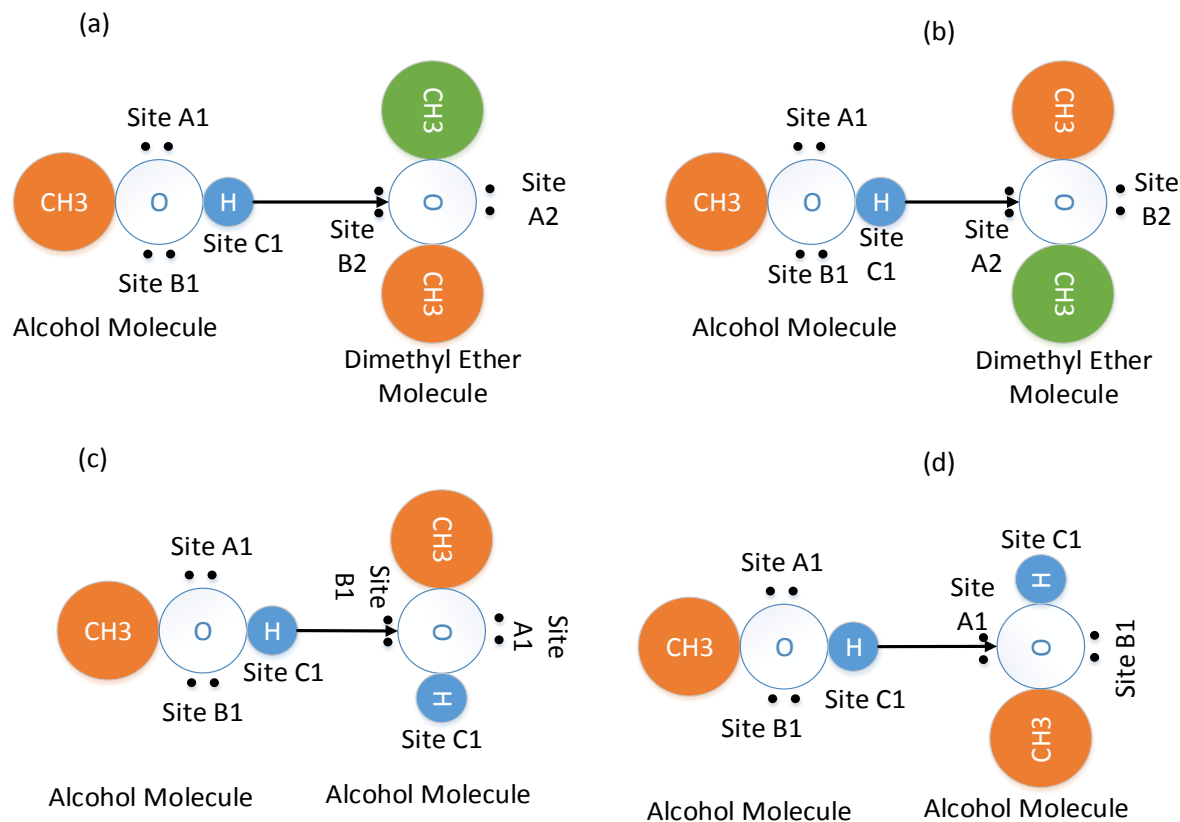 (a)
Site A1
CH3
O
H
Site C1
Site B1
Alcohol Molecule
CH3
O
CH3
Site
B2
Site
A2
Dimethyl Ether
Molecule
(b)
Site A1
CH3
O
H
Site
C1
Site B1
Alcohol Molecule
CH3
O
CH3
Site
A2
Site
B2
Dimethyl Ether
Molecule
(c)
Site A1
CH3
O
H
Site C1
Site B1
Alcohol Molecule
CH3
Site
B1
O
Site
A1
H
Site C1
Alcohol Molecule
(d)
Site A1
CH3
O
H
Site C1
Site B1
Alcohol Molecule
Site C1
H
Site
A1
O
Site B1
CH3
Alcohol Molecule